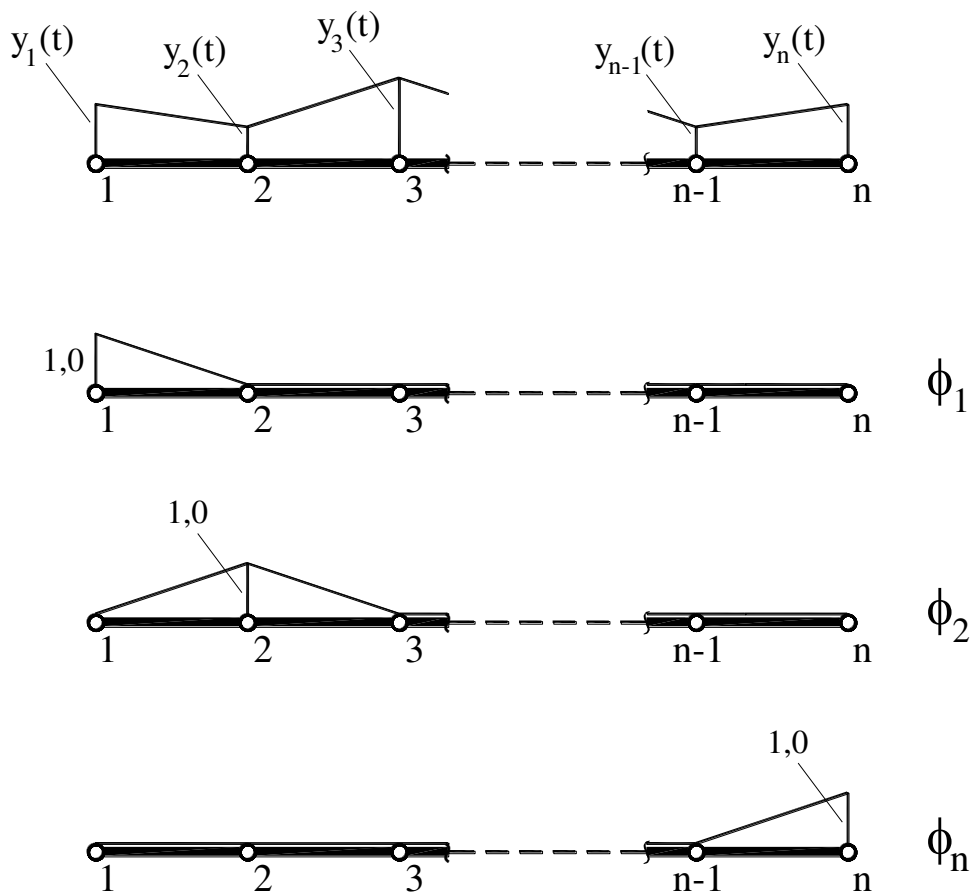 y₁(t) y₂(t) y₃(t) yₙ₋₁(t) yₙ(t)
1 2 3 n-1 n
1,0 ϕ₁
1 2 3 n-1 n
1,0 ϕ₂
1 2 3 n-1 n
1,0 ϕₙ
1 2 3 n-1 n